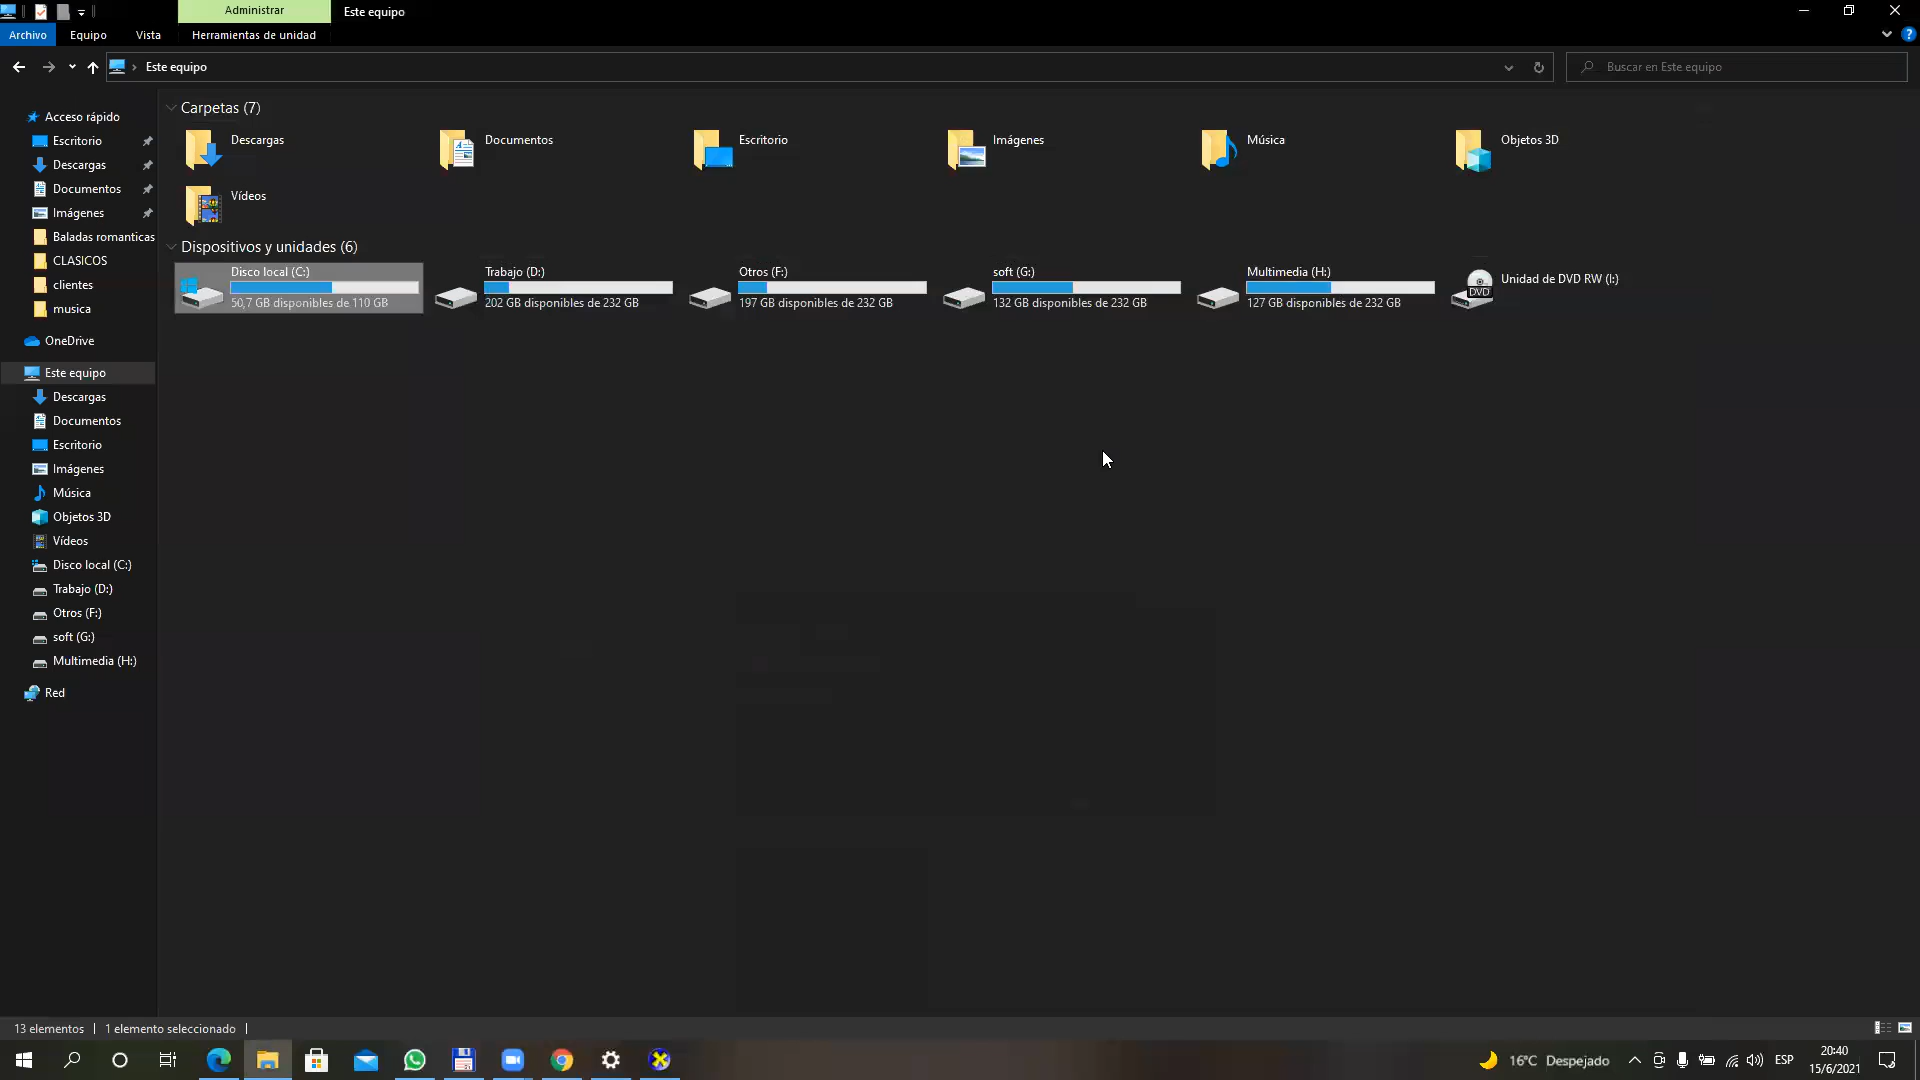 Administrar
Este equipo
Archivo
Equipo
Vista
Herramientas de unidad
Este equipo
Buscar en Este equipo
Acceso rápido
Escritorio
Descargas
Documentos
Imágenes
Baladas romanticas
CLASICOS
clientes
musica
OneDrive
Este equipo
Descargas
Documentos
Escritorio
Imágenes
Música
Objetos 3D
Vídeos
Disco local (C:)
Trabajo (D:)
Otros (F:)
soft (G:)
Multimedia (H:)
Red
Carpetas (7)
Descargas
Documentos
Escritorio
Imágenes
Música
Objetos 3D
Vídeos
Dispositivos y unidades (6)
Disco local (C:)
50,7 GB disponibles de 110 GB
Trabajo (D:)
202 GB disponibles de 232 GB
Otros (F:)
197 GB disponibles de 232 GB
soft (G:)
132 GB disponibles de 232 GB
Multimedia (H:)
127 GB disponibles de 232 GB
DVD
Unidad de DVD RW (I:)
13 elementos
1 elemento seleccionado
16°C Despejado
ESP
20:40
15/6/2021